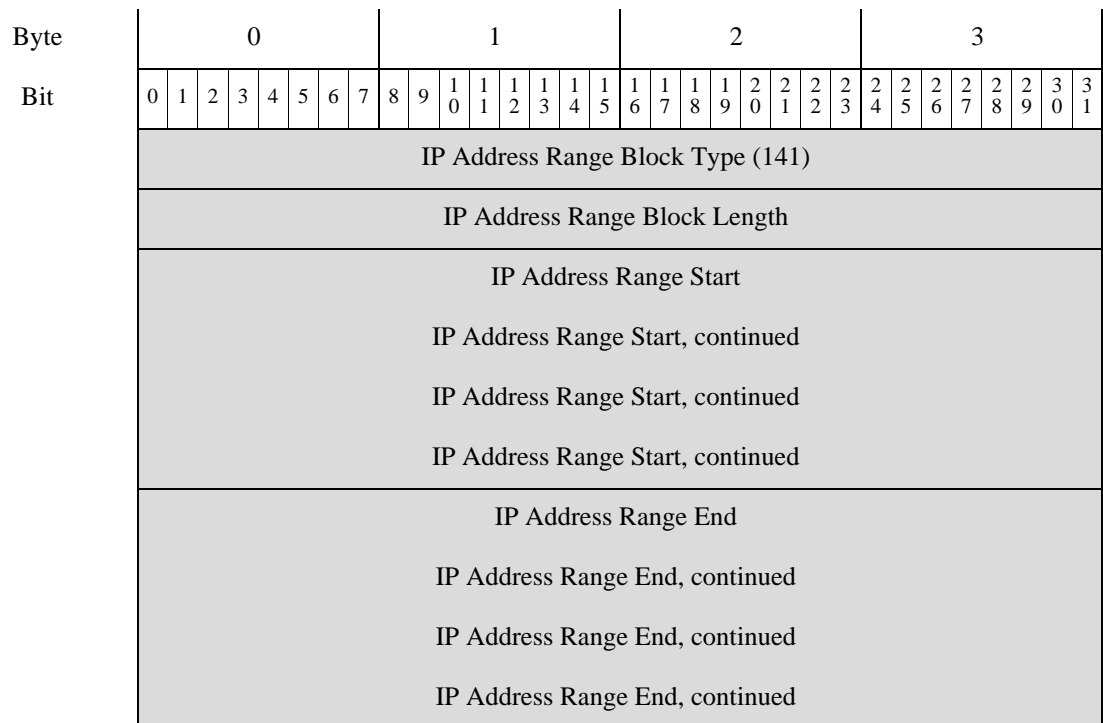 Byte 0 1 2 3
Bit 0 1 2 3 4 5 6 7 8 9 10 11 12 13 14 15 16 17 18 19 20 21 22 23 24 25 26 27 28 29 30 31
IP Address Range Block Type (141)
IP Address Range Block Length
IP Address Range Start
IP Address Range Start, continued
IP Address Range Start, continued
IP Address Range Start, continued
IP Address Range End
IP Address Range End, continued
IP Address Range End, continued
IP Address Range End, continued